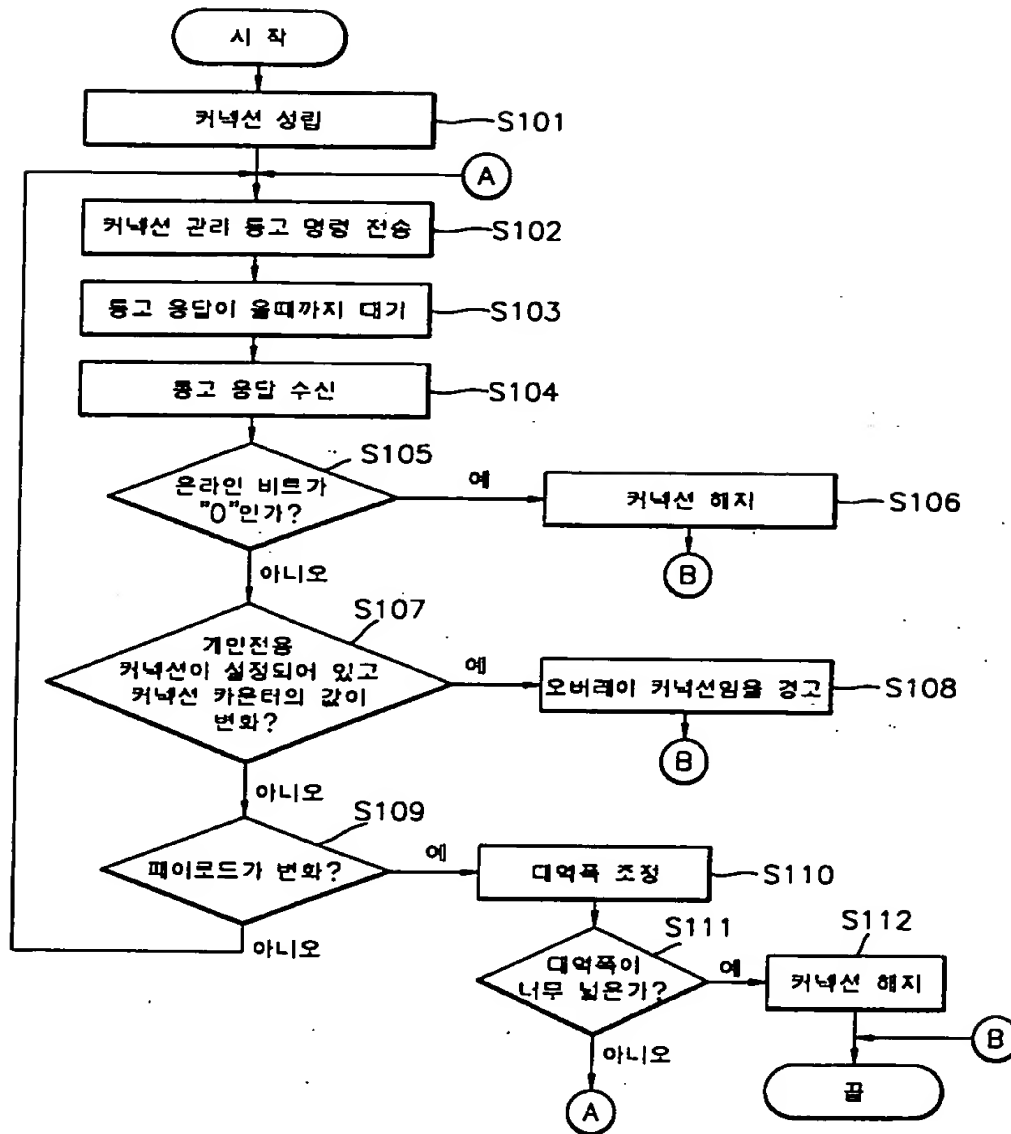 시 작
커넥션 성립
S101
A
커넥션 관리 통고 명령 전송
S102
통고 응답이 올때까지 대기
S103
통고 응답 수신
S104
온라인 비트가
"0"인가?
S105
예
커넥션 해지
S106
B
아니오
개인전용
커넥션이 설정되어 있고
커넥션 카운터의 값이
변화?
S107
예
오버레이 커넥션임을 경고
S108
B
아니오
페이로드가 변화?
S109
예
대역폭 조정
S110
아니오
대역폭이
너무 넓은가?
S111
예
커넥션 해지
S112
B
아니오
A
끝